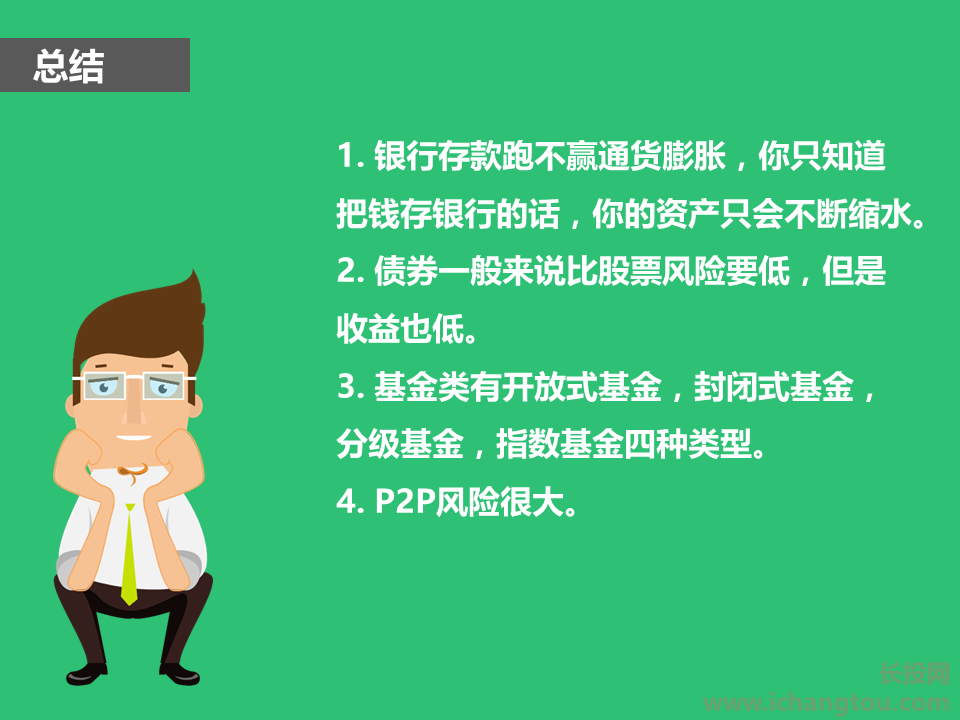 总结
1. 银行存款跑不赢通货膨胀，你只知道
把钱存银行的话，你的资产只会不断缩水。
2. 债券一般来说比股票风险要低，但是
收益也低。
3. 基金类有开放式基金，封闭式基金，
分级基金，指数基金四种类型。
4. P2P风险很大。
长投网
www.ichangtou.com